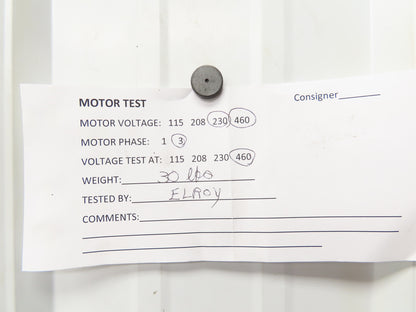 Consigner
MOTOR TEST
MOTOR VOLTAGE: 115 208 230 460
MOTOR PHASE: 1 3
VOLTAGE TEST AT: 115 208 230 460
WEIGHT: 30 lbs
TESTED BY: ELROY
COMMENTS: